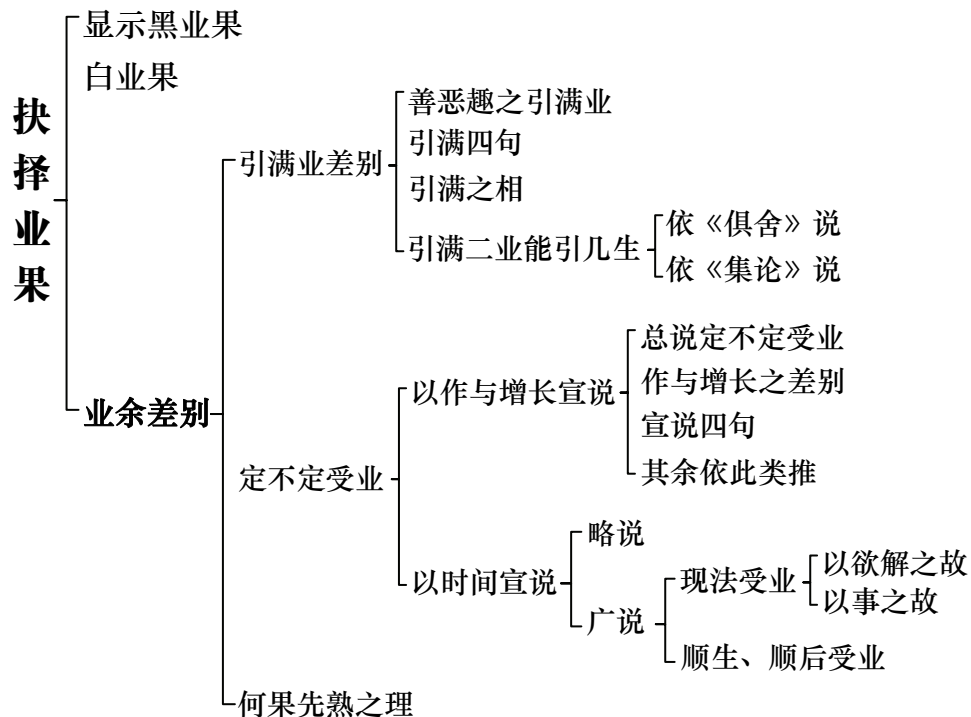 抉择业果
显示黑业果
白业果
业余差别
引满业差别
善恶趣之引满业
引满四句
引满之相
引满二业能引几生
依《俱舍》说
依《集论》说
定不定受业
以作与增长宣说
总说定不定受业
作与增长之差别
宣说四句
其余依此类推
以时间宣说
略说
广说
现法受业
以欲解之故
以事之故
顺生、顺后受业
何果先熟之理